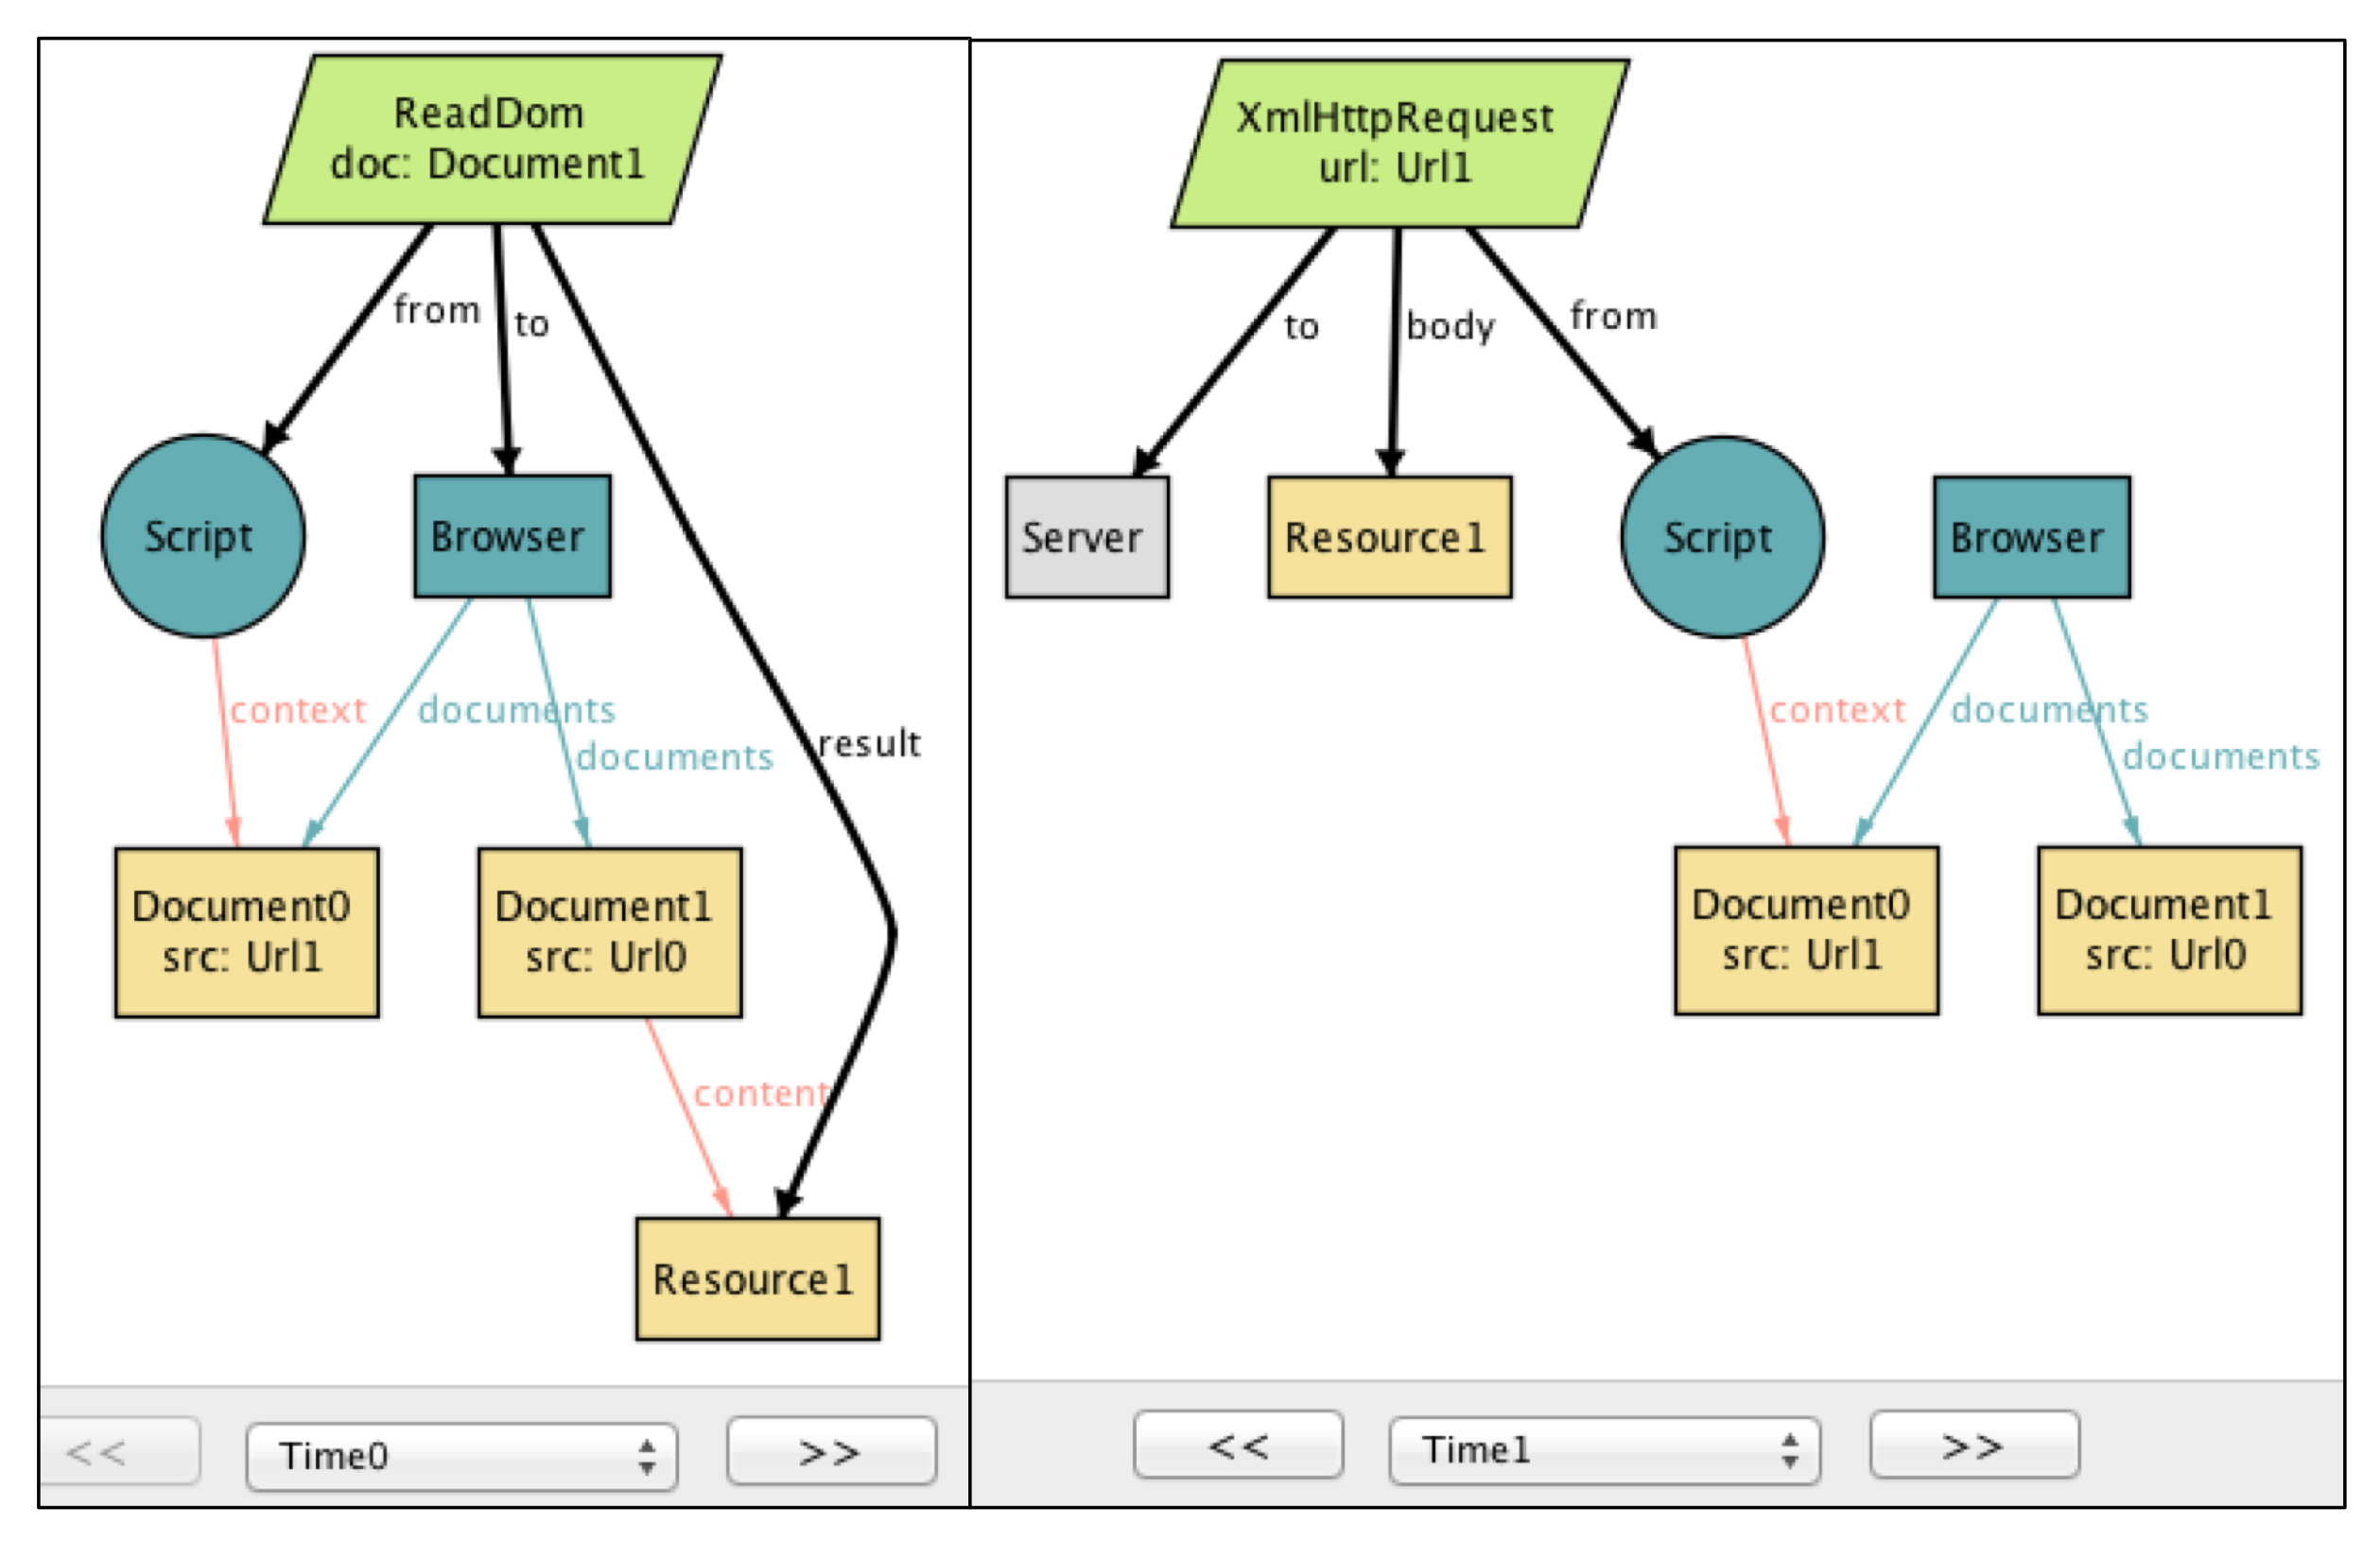 ReadDom
doc: Document1
from
to
Script
Browser
context
documents
documents
result
Document0
src: Url1
Document1
src: Url0
content
Resource1
<<
Time0
>>
XmlHttpRequest
url: Url1
to
body
from
Server
Resource1
Script
Browser
context
documents
documents
Document0
src: Url1
Document1
src: Url0
<<
Time1
>>